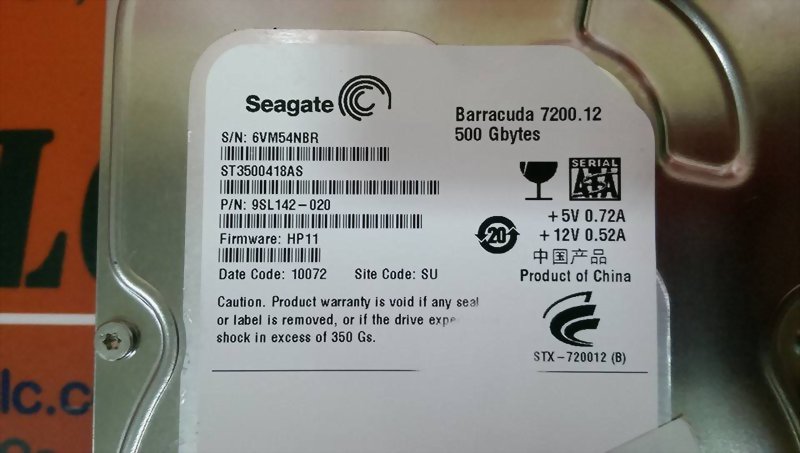 Seagate
Barracuda 7200.12
500 Gbytes
S/N: 6VM54NBR
ST3500418AS
P/N: 9SL142-020
Firmware: HP11
Date Code: 10072 Site Code: SU
SERIAL
ATA
+5V 0.72A
+12V 0.52A
20
中国产品
Product of China
Caution. Product warranty is void if any seal
or label is removed, or if the drive
shock in excess of 350 Gs.
STX-720012 (B)
lc.c